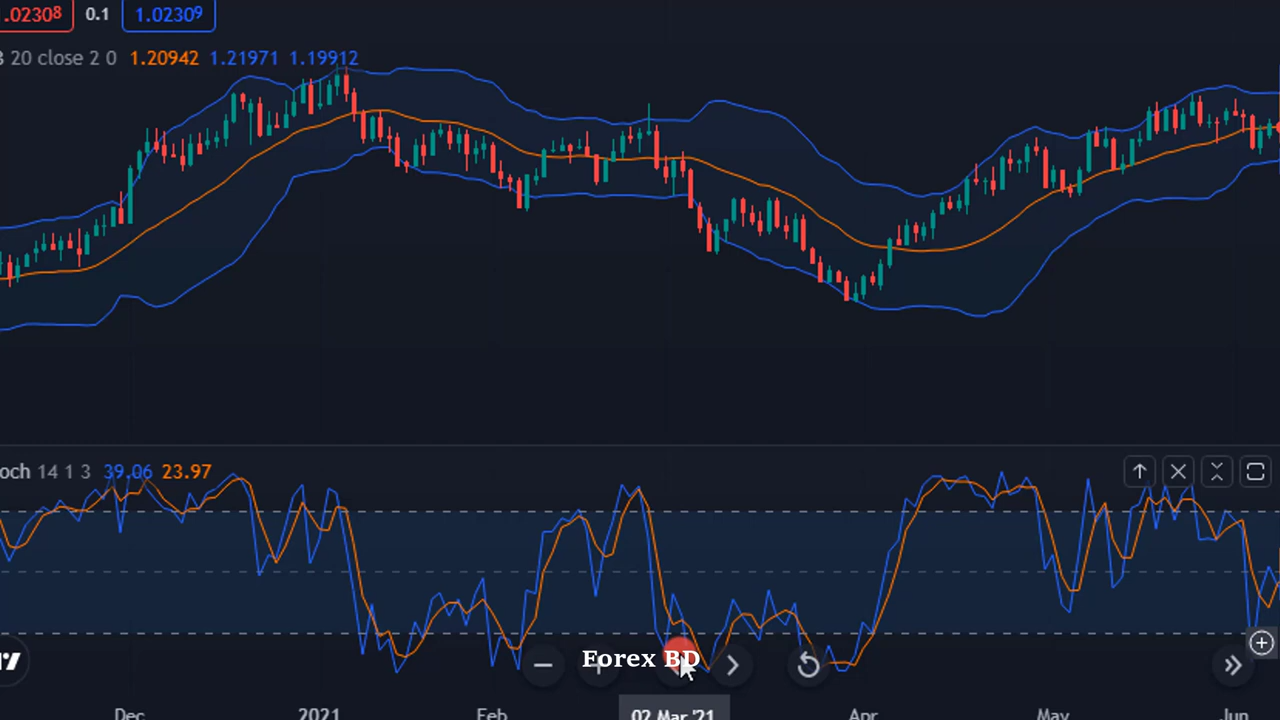 1.02308 0.1 1.02309
B 20 close 2 0 1.20942 1.21971 1.19912
och 14 1 3 39.06 23.97
Forex BD
Dec 2021 Feb 02 Mar '21 Apr May Jun